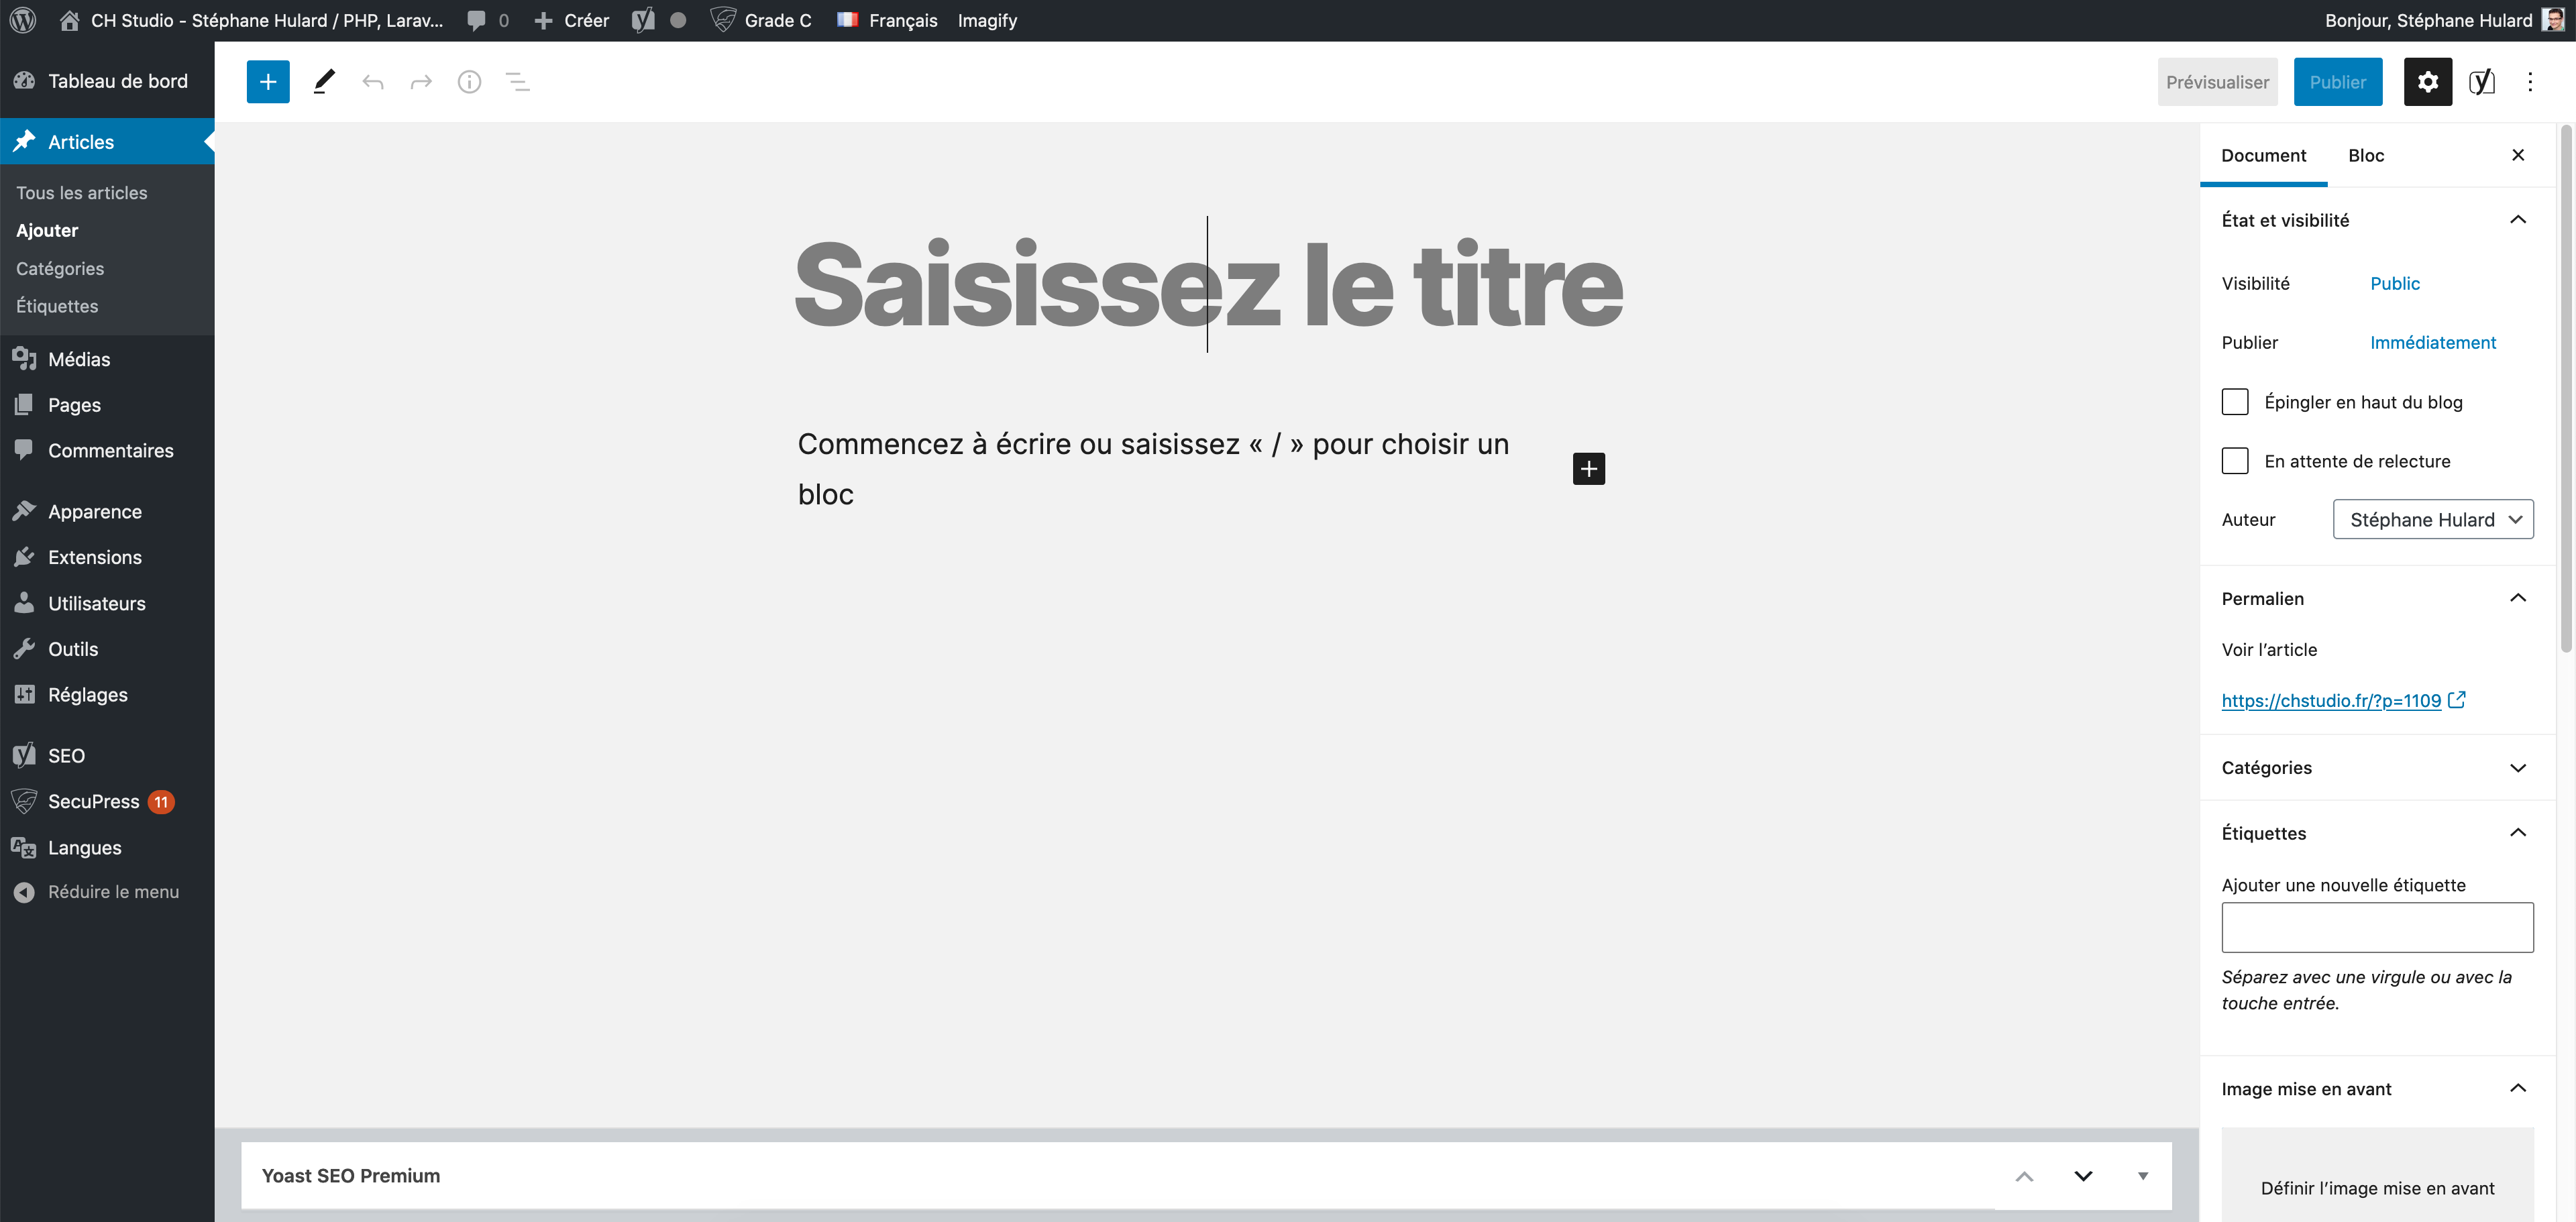 CH Studio - Stéphane Hulard / PHP, Larav...
0
Créer
Grade C
Français
Imagify
Bonjour, Stéphane Hulard
Tableau de bord
Articles
Tous les articles
Ajouter
Catégories
Étiquettes
Médias
Pages
Commentaires
Apparence
Extensions
Utilisateurs
Outils
Réglages
SEO
SecuPress 11
Langues
Réduire le menu
Prévisualiser
Publier
Saisissez le titre
Commencez à écrire ou saisissez « / » pour choisir un
bloc
Yoast SEO Premium
Document
Bloc
État et visibilité
Visibilité Public
Publier Immédiatement
Épingler en haut du blog
En attente de relecture
Auteur Stéphane Hulard
Permalien
Voir l’article
https://chstudio.fr/?p=1109
Catégories
Étiquettes
Ajouter une nouvelle étiquette
Séparez avec une virgule ou avec la
touche entrée.
Image mise en avant
Définir l’image mise en avant